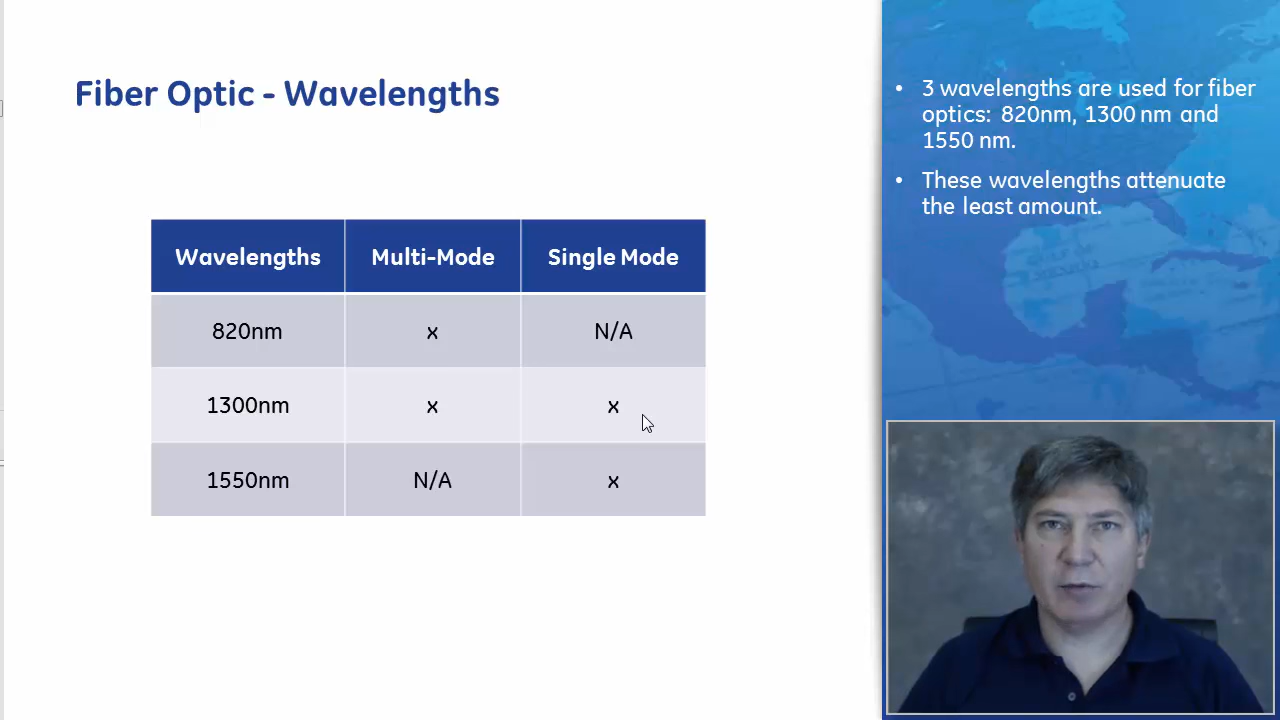 Fiber Optic - Wavelengths
Wavelengths Multi-Mode Single Mode
820nm x N/A
1300nm x x
1550nm N/A x
• 3 wavelengths are used for fiber
optics: 820nm, 1300 nm and
1550 nm.
• These wavelengths attenuate
the least amount.